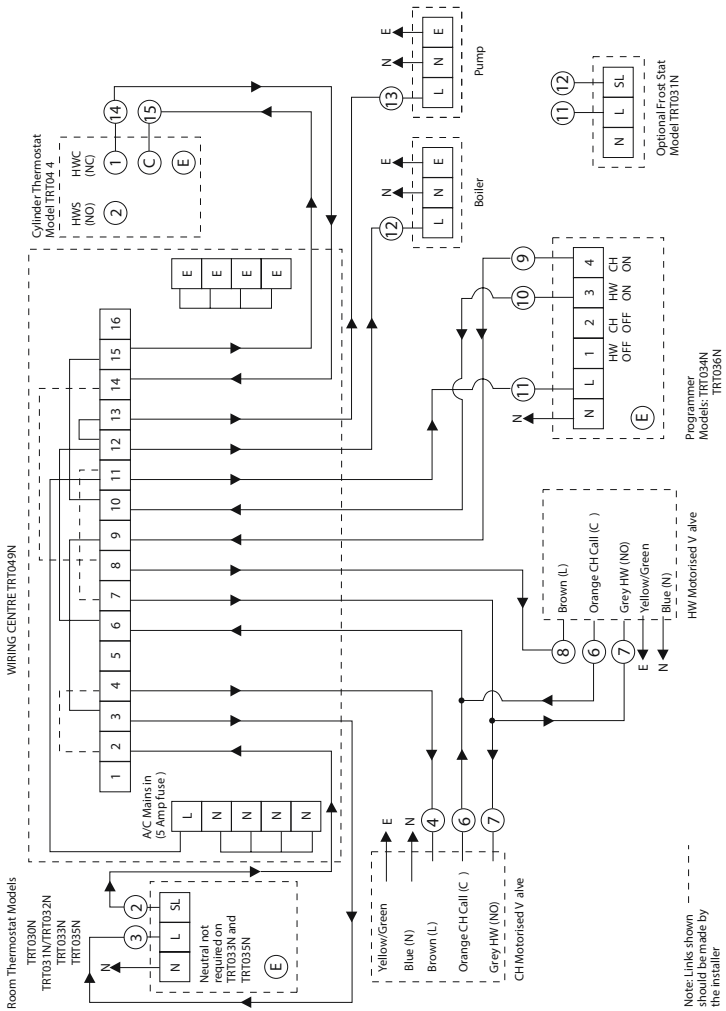 Room Thermostat Models
TRT030N
TRT031N/TRT032N
TRT033N
TRT035N
N
3
2
N
L
SL
Neutral not
required on
TRT033N and
TRT035N
E
WIRING CENTRE TRT049N
A/C Mains in
(5 Amp fuse)
L
N
N
N
N
1
2
3
4
5
6
7
8
9
10
11
12
13
14
15
16
E
E
E
E
Cylinder Thermostat
Model TRT04 4
HWS
(NO)
HWC
(NC)
2
1
C
E
14
15
13
N
E
L
N
E
Pump
12
N
E
L
N
E
Boiler
11
12
N
L
SL
Optional Frost Stat
Model TRT031N
N
11
10
9
N
L
1
2
3
4
HW
OFF
CH
OFF
HW
ON
CH
ON
E
Programmer
Models: TRT034N
TRT036N
Yellow/Green
E
Blue (N)
N
Brown (L)
4
Orange CH Call (C )
6
Grey HW (NO)
7
CH Motorised V alve
8
Brown (L)
6
Orange CH Call (C )
7
Grey HW (NO)
E
Yellow/Green
N
Blue (N)
HW Motorised V alve
Note: Links shown
should be made by
the installer